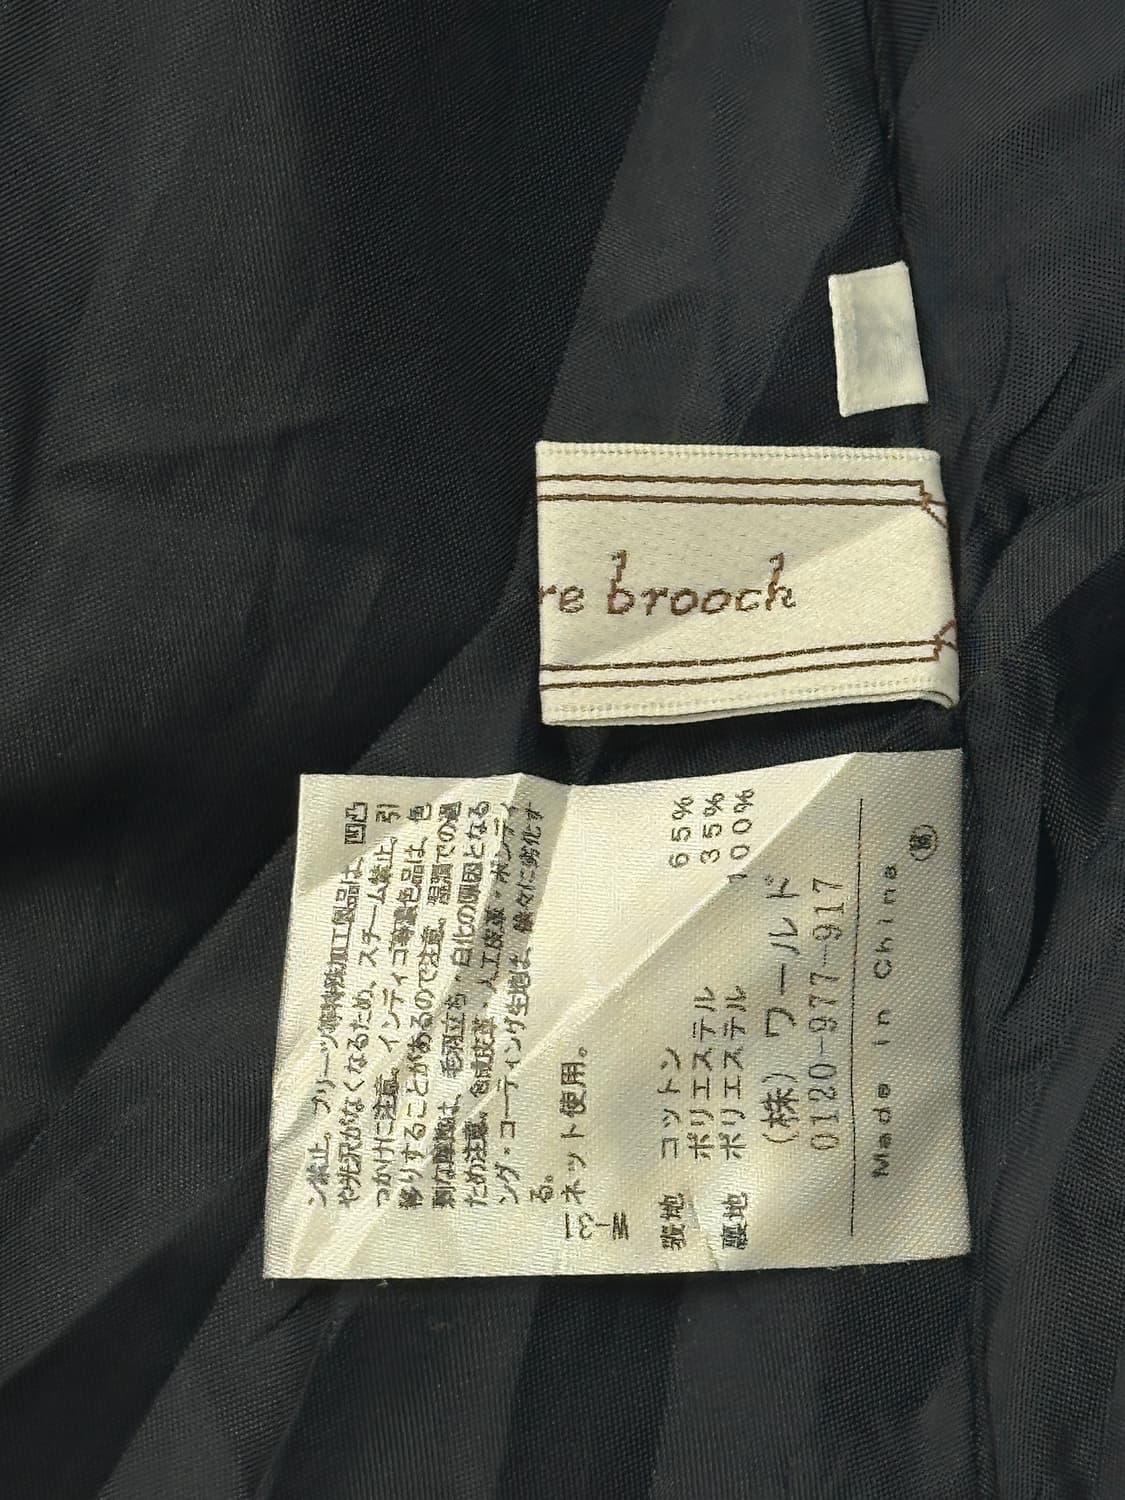 re brooch
ン禁止。プリーツ等特殊加工製品は、凹凸
や光沢がなくなるため、スチーム禁止。引
つかけに注意。インディゴ等濃色品は、色
移りすることがあるので注意。湿潤での過
度な摩擦は、毛羽立ち・白化の原因となる
ため注意。合成皮革・人工皮革・ボンディ
ング・コーティング生地は、徐々に劣化す
る。
ネット使用。
W-31
表地 コットン 65%
ポリエステル 35%
裏地 ポリエステル 100%
(株)ワールド
0120-977-917
Made in China